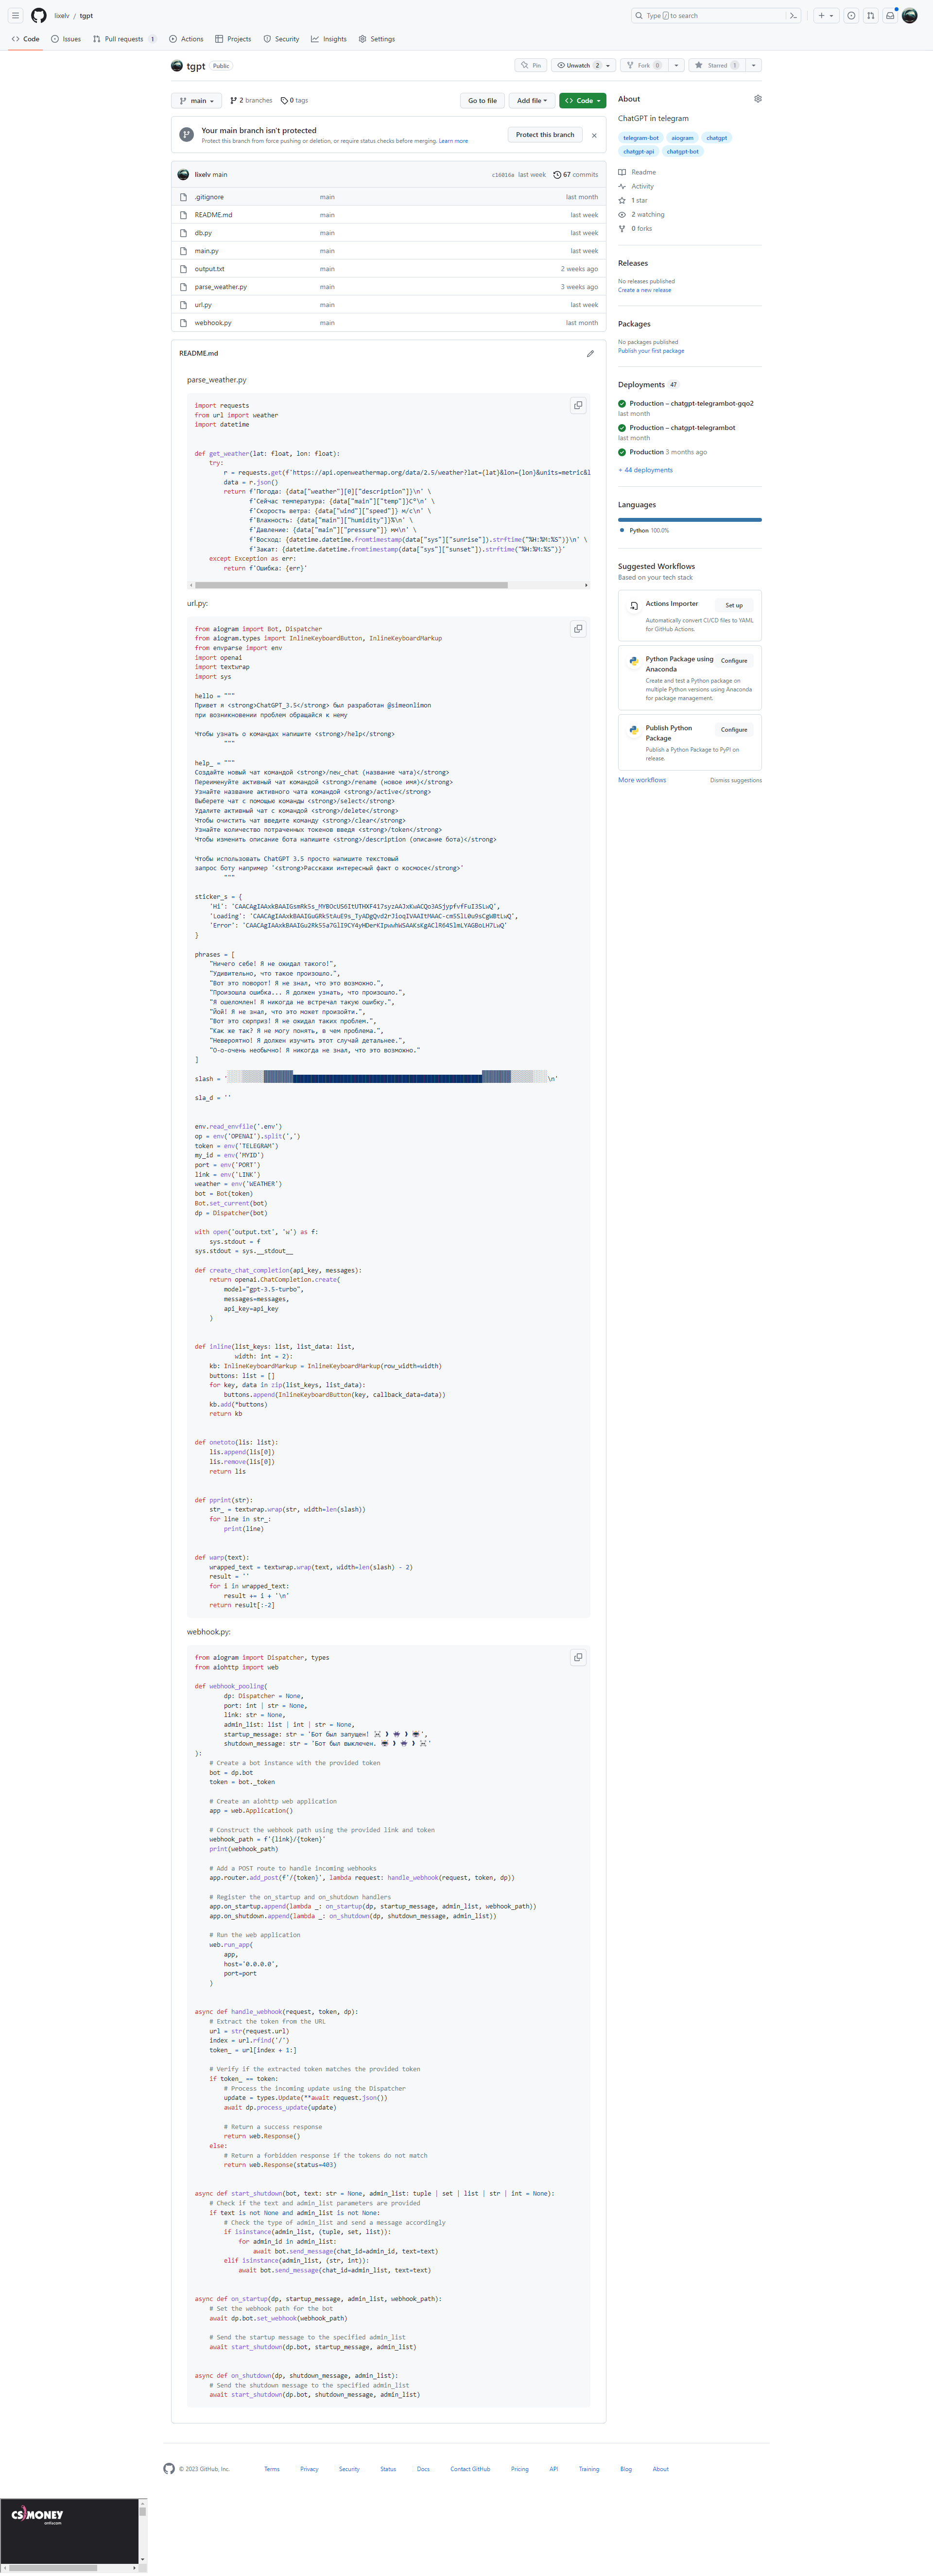 lixelv / tgpt
Type / to search
Code
Issues
Pull requests 1
Actions
Projects
Security
Insights
Settings
tgpt Public
Pin
Unwatch 2
Fork 0
Starred 1
main
2 branches
0 tags
Go to file
Add file
Code
Your main branch isn't protected
Protect this branch from force pushing or deletion, or require status checks before merging. Learn more
Protect this branch
lixelv main
last week
67 commits
.gitignore main last month
README.md main last week
db.py main last week
main.py main last week
output.txt main 2 weeks ago
parse_weather.py main 3 weeks ago
url.py main last week
webhook.py main last month
README.md
parse_weather.py
import requests
from url import weather
import datetime
def get_weather(lat: float, lon: float):
    try:
        r = requests.get(f'https://api.openweathermap.org/data/2.5/weather?lat={lat}&lon={lon}&units=metric&l
        data = r.json()
        return f'Погода: {data["weather"][0]["description"]}\n' \
               f'Сейчас температура: {data["main"]["temp"]}C°\n' \
               f'Скорость ветра: {data["wind"]["speed"]} м/с\n' \
               f'Влажность: {data["main"]["humidity"]}%\n' \
               f'Давление: {data["main"]["pressure"]} мм\n' \
               f'Восход: {datetime.datetime.fromtimestamp(data["sys"]["sunrise"]).strftime("%H:%M:%S")}\n' \
               f'Закат: {datetime.datetime.fromtimestamp(data["sys"]["sunset"]).strftime("%H:%M:%S")}'
    except Exception as err:
        return f'Ошибка: {err}'
url.py:
from aiogram import Bot, Dispatcher
from aiogram.types import InlineKeyboardButton, InlineKeyboardMarkup
from envparse import env
import openai
import textwrap
import sys
hello = """
Привет я <strong>ChatGPT_3.5</strong> был разработан @simeonlimon
при возникновении проблем обращайся к нему
Чтобы узнать о командах напишите <strong>/help</strong>
        """
help_ = """
Создайте новый чат командой <strong>/new_chat (название чата)</strong>
Переименуйте активный чат командой <strong>/rename (новое имя)</strong>
Узнайте название активного чата командой <strong>/active</strong>
Выберете чат с помощью команды <strong>/select</strong>
Удалите активный чат с командой <strong>/delete</strong>
Чтобы очистить чат введите команду <strong>/clear</strong>
Узнайте количество потраченных токенов введя <strong>/token</strong>
Чтобы изменить описание бота напишите <strong>/description (описание бота)</strong>
Чтобы использовать ChatGPT 3.5 просто напишите текстовый
запрос боту например '<strong>Расскажи интересный факт о космосе</strong>'
        """
sticker_s = {
    'Hi':
    'Loading':
    'Error':
}
phrases = [
    "Ничего себе! Я не ожидал такого!",
    "Удивительно, что такое произошло.",
    "Вот это поворот! Я не знал, что это возможно.",
    "Произошла ошибка... Я должен узнать, что произошло.",
    "Я ошеломлен! Я никогда не встречал такую ошибку.",
    "Йой! Я не знал, что это может произойти.",
    "Вот это сюрприз! Я не ожидал таких проблем.",
    "Как же так? Я не могу понять, в чем проблема.",
    "Невероятно! Я должен изучить этот случай детальнее.",
    "О-о-очень необычно! Я никогда не знал, что это возможно."
]
slash = ' \n'
sla_d = ''
env.read_envfile('.env')
op = env('OPENAI').split(',')
token = env('TELEGRAM')
my_id = env('MYID')
port = env('PORT')
link = env('LINK')
weather = env('WEATHER')
bot = Bot(token)
Bot.set_current(bot)
dp = Dispatcher(bot)
with open('output.txt', 'w') as f:
    sys.stdout = f
sys.stdout = sys.__stdout__
def create_chat_completion(api_key, messages):
    return openai.ChatCompletion.create(
        model="gpt-3.5-turbo",
        messages=messages,
        api_key=api_key
    )
def inline(list_keys: list, list_data: list,
           width: int = 2):
    kb: InlineKeyboardMarkup = InlineKeyboardMarkup(row_width=width)
    buttons: list = []
    for key, data in zip(list_keys, list_data):
        buttons.append(InlineKeyboardButton(key, callback_data=data))
    kb.add(*buttons)
    return kb
def onetoto(lis: list):
    lis.append(lis[0])
    lis.remove(lis[0])
    return lis
def pprint(str):
    str_ = textwrap.wrap(str, width=len(slash))
    for line in str_:
        print(line)
def warp(text):
    wrapped_text = textwrap.wrap(text, width=len(slash) - 2)
    result = ''
    for i in wrapped_text:
        result += i + '\n'
    return result[:-2]
webhook.py:
from aiogram import Dispatcher, types
from aiohttp import web
def webhook_pooling(
        dp: Dispatcher = None,
        port: int | str = None,
        link: str = None,
        admin_list: list | int | str = None,
        startup_message: str = 'Бот был запущен!
        shutdown_message: str = 'Бот был выключен.
):
    # Create a bot instance with the provided token
    bot = dp.bot
    token = bot._token
    # Create an aiohttp web application
    app = web.Application()
    # Construct the webhook path using the provided link and token
    webhook_path = f'{link}/{token}'
    print(webhook_path)
    # Add a POST route to handle incoming webhooks
    app.router.add_post(f'/{token}', lambda request: handle_webhook(request, token, dp))
    # Register the on_startup and on_shutdown handlers
    app.on_startup.append(lambda _: on_startup(dp, startup_message, admin_list, webhook_path))
    app.on_shutdown.append(lambda _: on_shutdown(dp, shutdown_message, admin_list))
    # Run the web application
    web.run_app(
        app,
        host='0.0.0.0',
        port=port
    )
async def handle_webhook(request, token, dp):
    # Extract the token from the URL
    url = str(request.url)
    index = url.rfind('/')
    token_ = url[index + 1:]
    # Verify if the extracted token matches the provided token
    if token_ == token:
        # Process the incoming update using the Dispatcher
        update = types.Update(**await request.json())
        await dp.process_update(update)
        # Return a success response
        return web.Response()
    else:
        # Return a forbidden response if the tokens do not match
        return web.Response(status=403)
async def start_shutdown(bot, text: str = None, admin_list: tuple | set | list | str | int = None):
    # Check if the text and admin_list parameters are provided
    if text is not None and admin_list is not None:
        # Check the type of admin_list and send a message accordingly
        if isinstance(admin_list, (tuple, set, list)):
            for admin_id in admin_list:
                await bot.send_message(chat_id=admin_id, text=text)
        elif isinstance(admin_list, (str, int)):
            await bot.send_message(chat_id=admin_list, text=text)
async def on_startup(dp, startup_message, admin_list, webhook_path):
    # Set the webhook path for the bot
    await dp.bot.set_webhook(webhook_path)
    # Send the startup message to the specified admin_list
    await start_shutdown(dp.bot, startup_message, admin_list)
async def on_shutdown(dp, shutdown_message, admin_list):
    # Send the shutdown message to the specified admin_list
    await start_shutdown(dp.bot, shutdown_message, admin_list)
About
ChatGPT in telegram
telegram-bot aiogram chatgpt
chatgpt-api chatgpt-bot
Readme
Activity
1 star
2 watching
0 forks
Releases
No releases published
Create a new release
Packages
No packages published
Publish your first package
Deployments 47
Production – chatgpt-telegrambot-gqo2
last month
Production – chatgpt-telegrambot
last month
Production 3 months ago
+ 44 deployments
Languages
Python 100.0%
Suggested Workflows
Based on your tech stack
Actions Importer
Set up
Automatically convert CI/CD files to YAML
for GitHub Actions.
Python Package using
Anaconda
Configure
Create and test a Python package on
multiple Python versions using Anaconda
for package management.
Publish Python
Package
Configure
Publish a Python Package to PyPI on
release.
More workflows
Dismiss suggestions
© 2023 GitHub, Inc.
Terms
Privacy
Security
Status
Docs
Contact GitHub
Pricing
API
Training
Blog
About
CS MONEY
antiscam